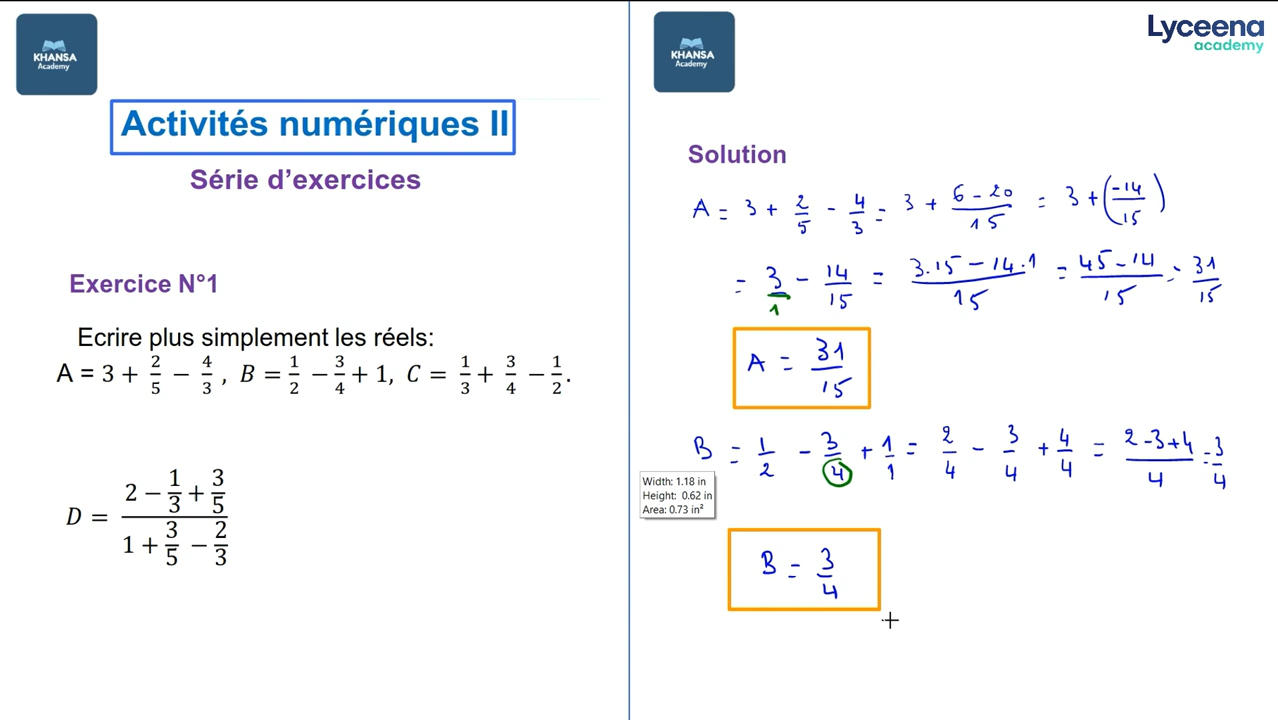 KHANSA
Academy
Activités numériques II
Série d’exercices
Exercice N°1
Ecrire plus simplement les réels:
A = 3 + 2/5 − 4/3 , B = 1/2 − 3/4 + 1, C = 1/3 + 3/4 − 1/2.
D = (2 − 1/3 + 3/5)/(1 + 3/5 − 2/3)
KHANSA
Academy
Lyceena
academy
Solution
A = 3 + 2/5 − 4/3 = 3 + (6 − 20)/15 = 3 + (−14/15)
= 3/1 − 14/15 = (3.15 − 14.1)/15 = (45 − 14)/15 = 31/15
A = 31/15
B = 1/2 − 3/4 + 1/1 = 2/4 − 3/4 + 4/4 = (2 − 3 + 4)/4 = 3/4
Width: 1.18 in
Height: 0.62 in
Area: 0.73 in²
B = 3/4